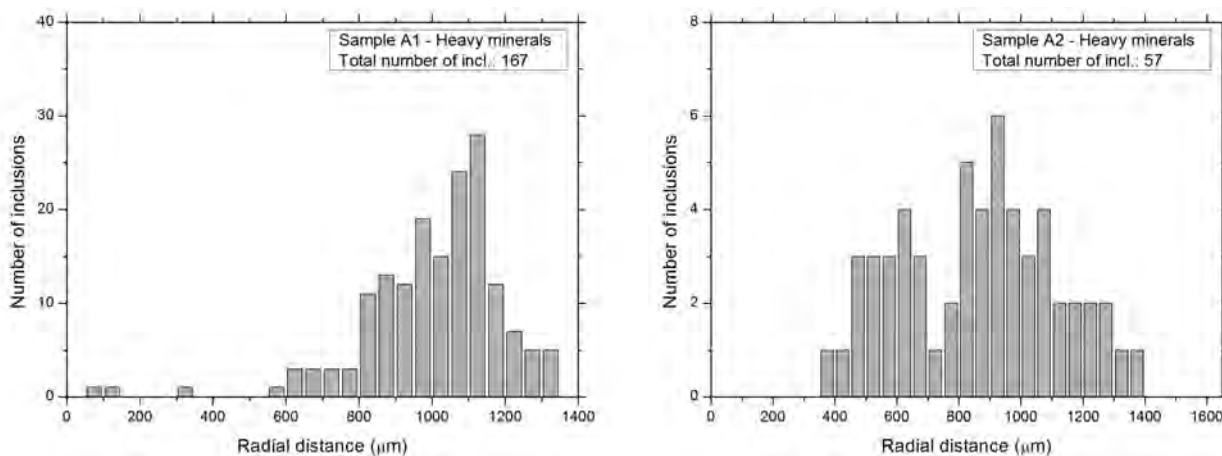 Sample A1 - Heavy minerals
Total number of incl.: 167
40
30
20
10
0
Number of inclusions
0 200 400 600 800 1000 1200 1400
Radial distance (μm)
Sample A2 - Heavy minerals
Total number of incl.: 57
8
6
4
2
0
Number of inclusions
0 200 400 600 800 1000 1200 1400 1600
Radial distance (μm)